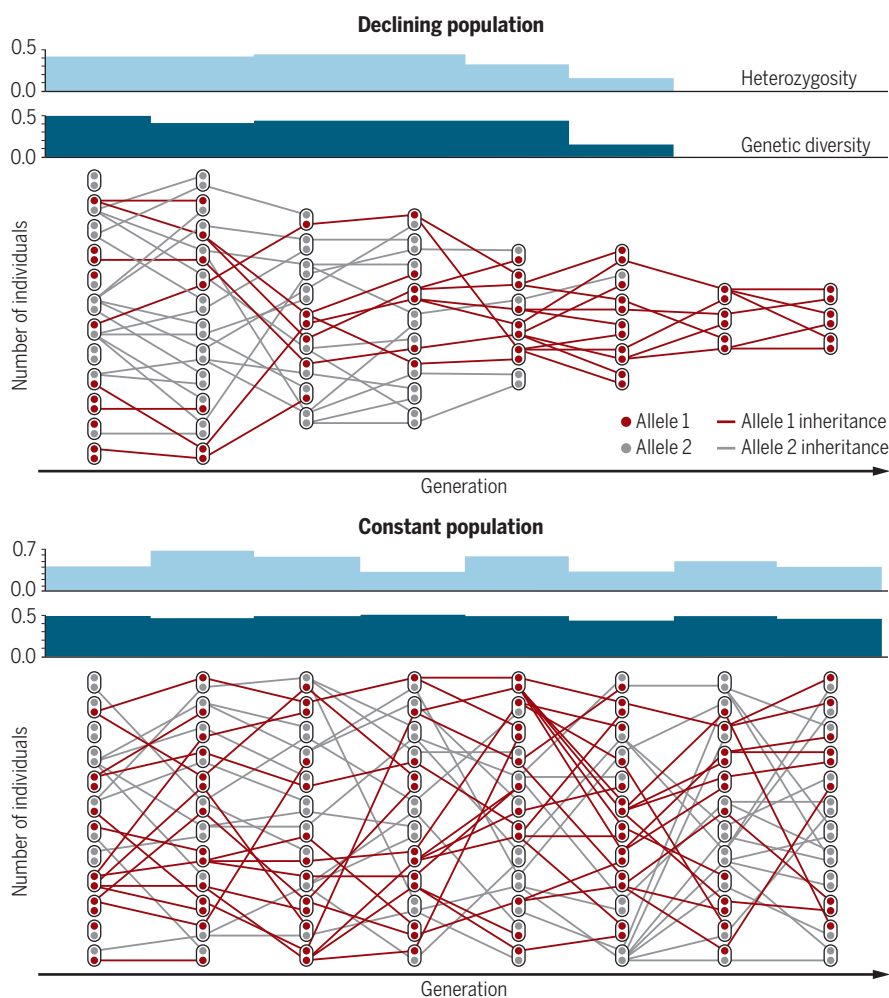 Declining population
0.5
0.0
Heterozygosity
0.5
0.0
Genetic diversity
Number of individuals
Allele 1
Allele 1 inheritance
Allele 2
Allele 2 inheritance
Generation
Constant population
0.7
0.0
0.5
0.0
Number of individuals
Generation